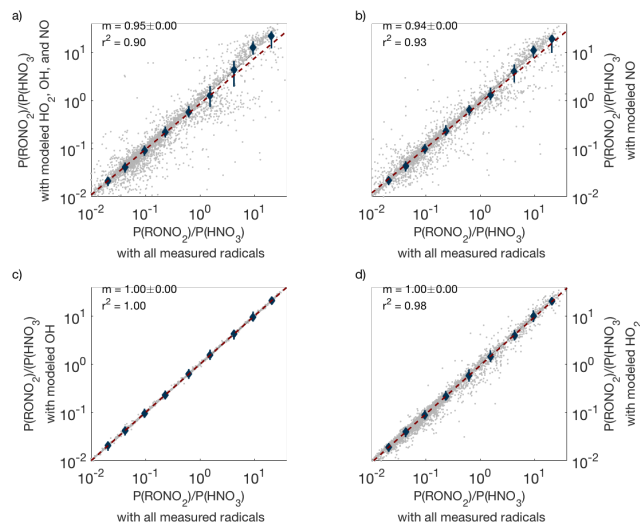 a)
m = 0.95±0.00
r² = 0.90
P(RONO₂)/P(HNO₃)
with modeled HO₂, OH, and NO
10¹
10⁰
10⁻¹
10⁻²
10⁻² 10⁻¹ 10⁰ 10¹
P(RONO₂)/P(HNO₃)
with all measured radicals
b)
m = 0.94±0.00
r² = 0.93
10¹
10⁰
10⁻¹
10⁻²
P(RONO₂)/P(HNO₃)
with modeled NO
10⁻² 10⁻¹ 10⁰ 10¹
P(RONO₂)/P(HNO₃)
with all measured radicals
c)
m = 1.00±0.00
r² = 1.00
P(RONO₂)/P(HNO₃)
with modeled OH
10¹
10⁰
10⁻¹
10⁻²
10⁻² 10⁻¹ 10⁰ 10¹
P(RONO₂)/P(HNO₃)
with all measured radicals
d)
m = 1.00±0.00
r² = 0.98
10¹
10⁰
10⁻¹
10⁻²
P(RONO₂)/P(HNO₃)
with modeled HO₂
10⁻² 10⁻¹ 10⁰ 10¹
P(RONO₂)/P(HNO₃)
with all measured radicals